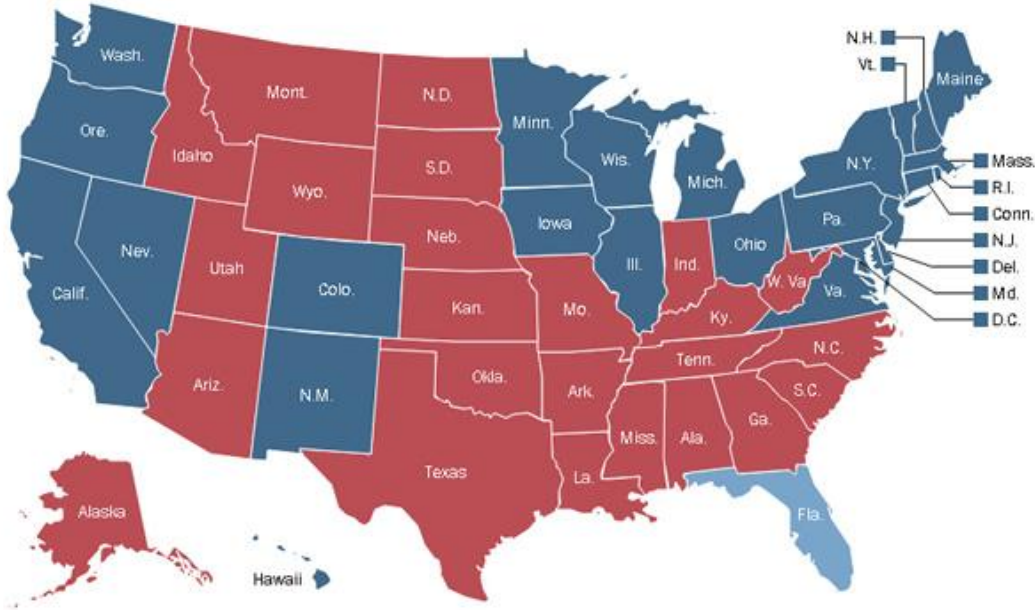 Wash.
Ore.
Calif.
Nev.
Idaho
Mont.
Wyo.
Utah
Ariz.
Colo.
N.M.
N.D.
S.D.
Neb.
Kan.
Okla.
Texas
Minn.
Iowa
Mo.
Ark.
La.
Wis.
Ill.
Mich.
Ind.
Ohio
Ky.
Tenn.
Miss.
Ala.
Ga.
Fla.
S.C.
N.C.
Va.
W. Va
Pa.
N.Y.
Maine
N.H.
Vt.
Mass.
R.I.
Conn.
N.J.
Del.
Md.
D.C.
Alaska
Hawaii